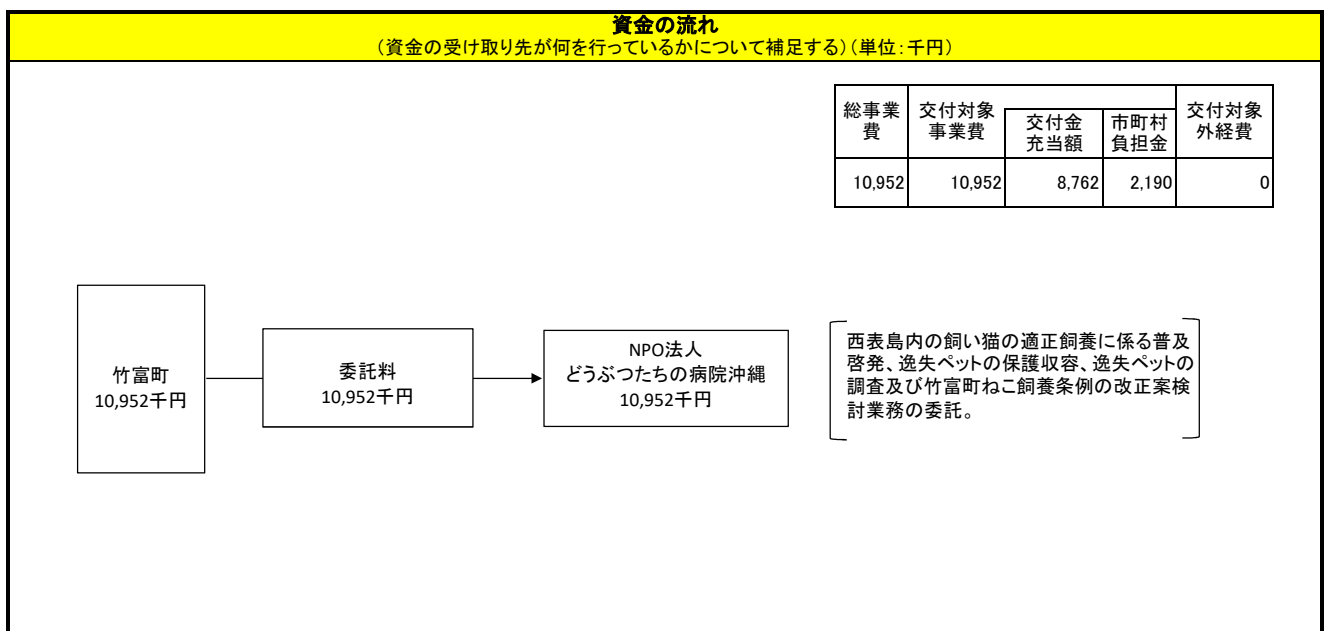 資金の流れ
（資金の受け取り先が何を行っているかについて補足する）（単位：千円）
総事業
費
交付対象
事業費
交付金
充当額
市町村
負担金
交付対象
外経費
10,952
10,952
8,762
2,190
0
竹富町
10,952千円
委託料
10,952千円
NPO法人
どうぶつたちの病院沖縄
10,952千円
西表島内の飼い猫の適正飼養に係る普及
啓発、逸失ペットの保護収容、逸失ペットの
調査及び竹富町ねこ飼養条例の改正案検
討業務の委託。